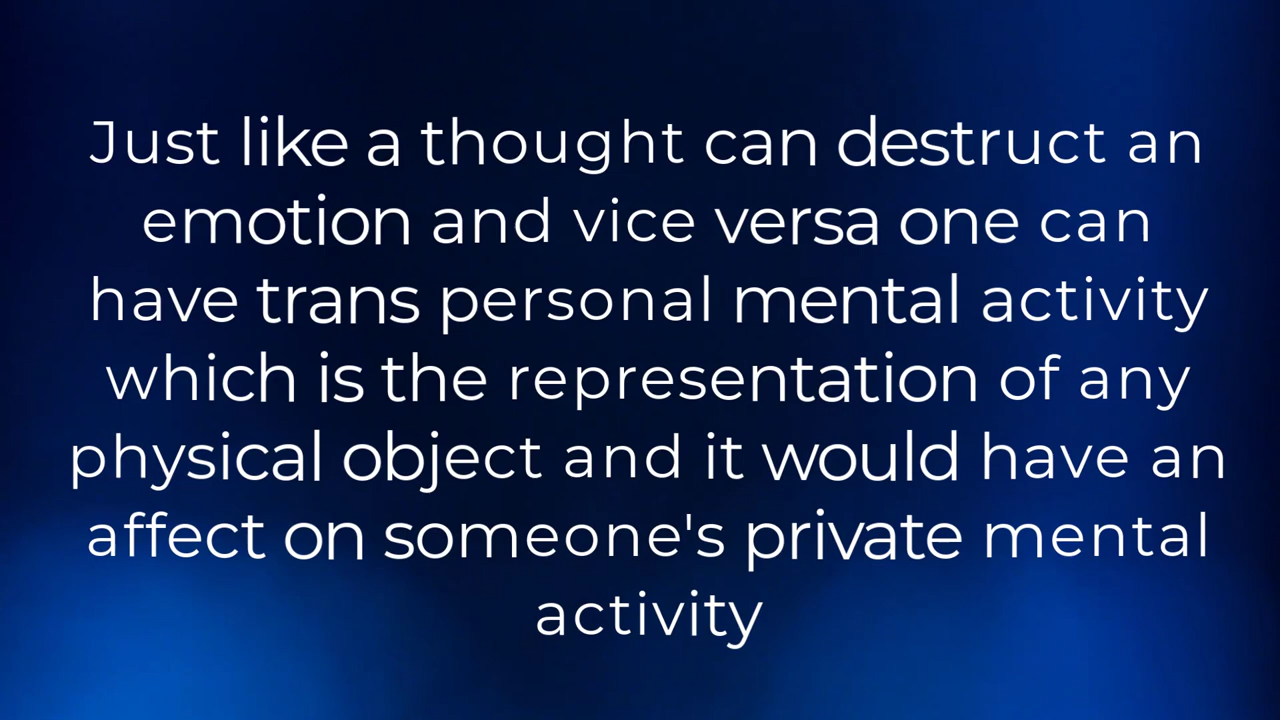 Just like a thought can destruct an
emotion and vice versa one can
have trans personal mental activity
which is the representation of any
physical object and it would have an
affect on someone's private mental
activity